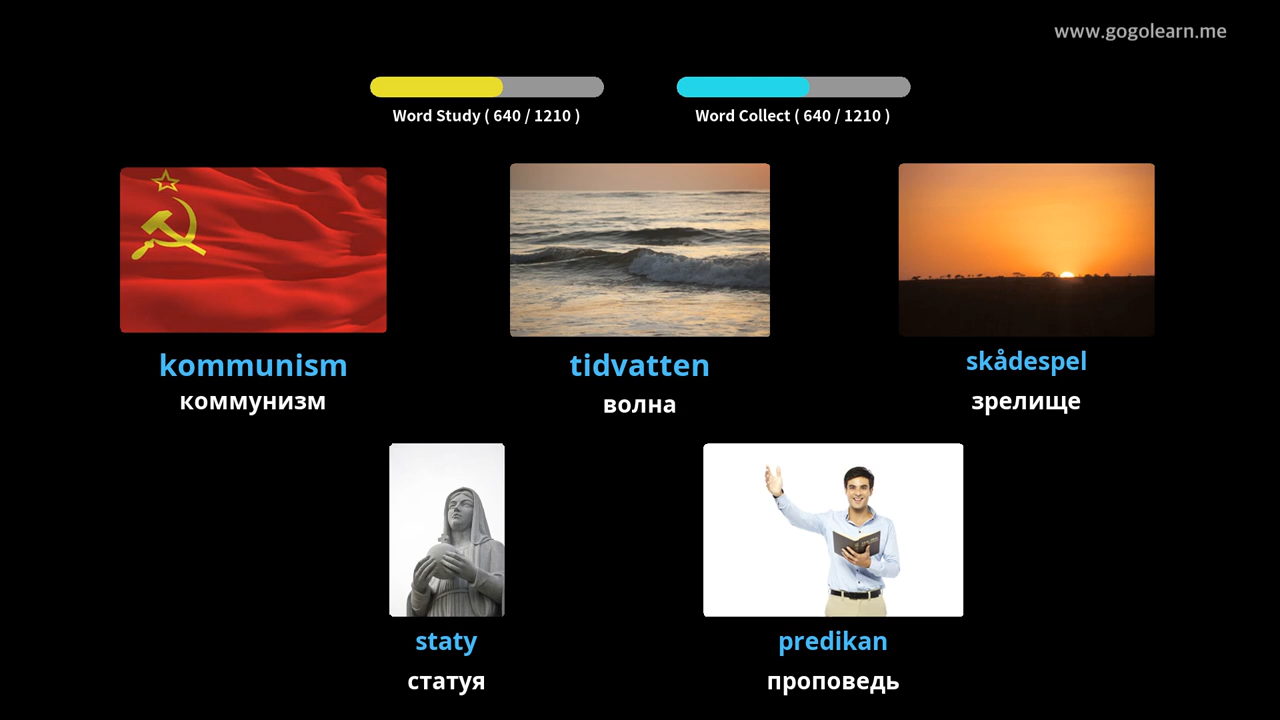 www.gogolearn.me
Word Study ( 640 / 1210 )
Word Collect ( 640 / 1210 )
kommunism
коммунизм
tidvatten
волна
skådespel
зрелище
staty
статуя
predikan
проповедь